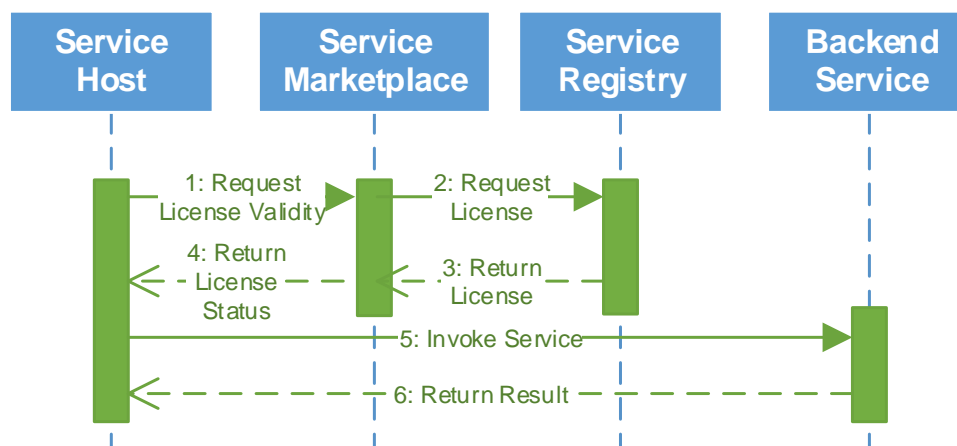 Service
Host
Service
Marketplace
Service
Registry
Backend
Service
1: Request
License Validity
2: Request
License
4: Return
License
Status
3: Return
License
5: Invoke Service
6: Return Result